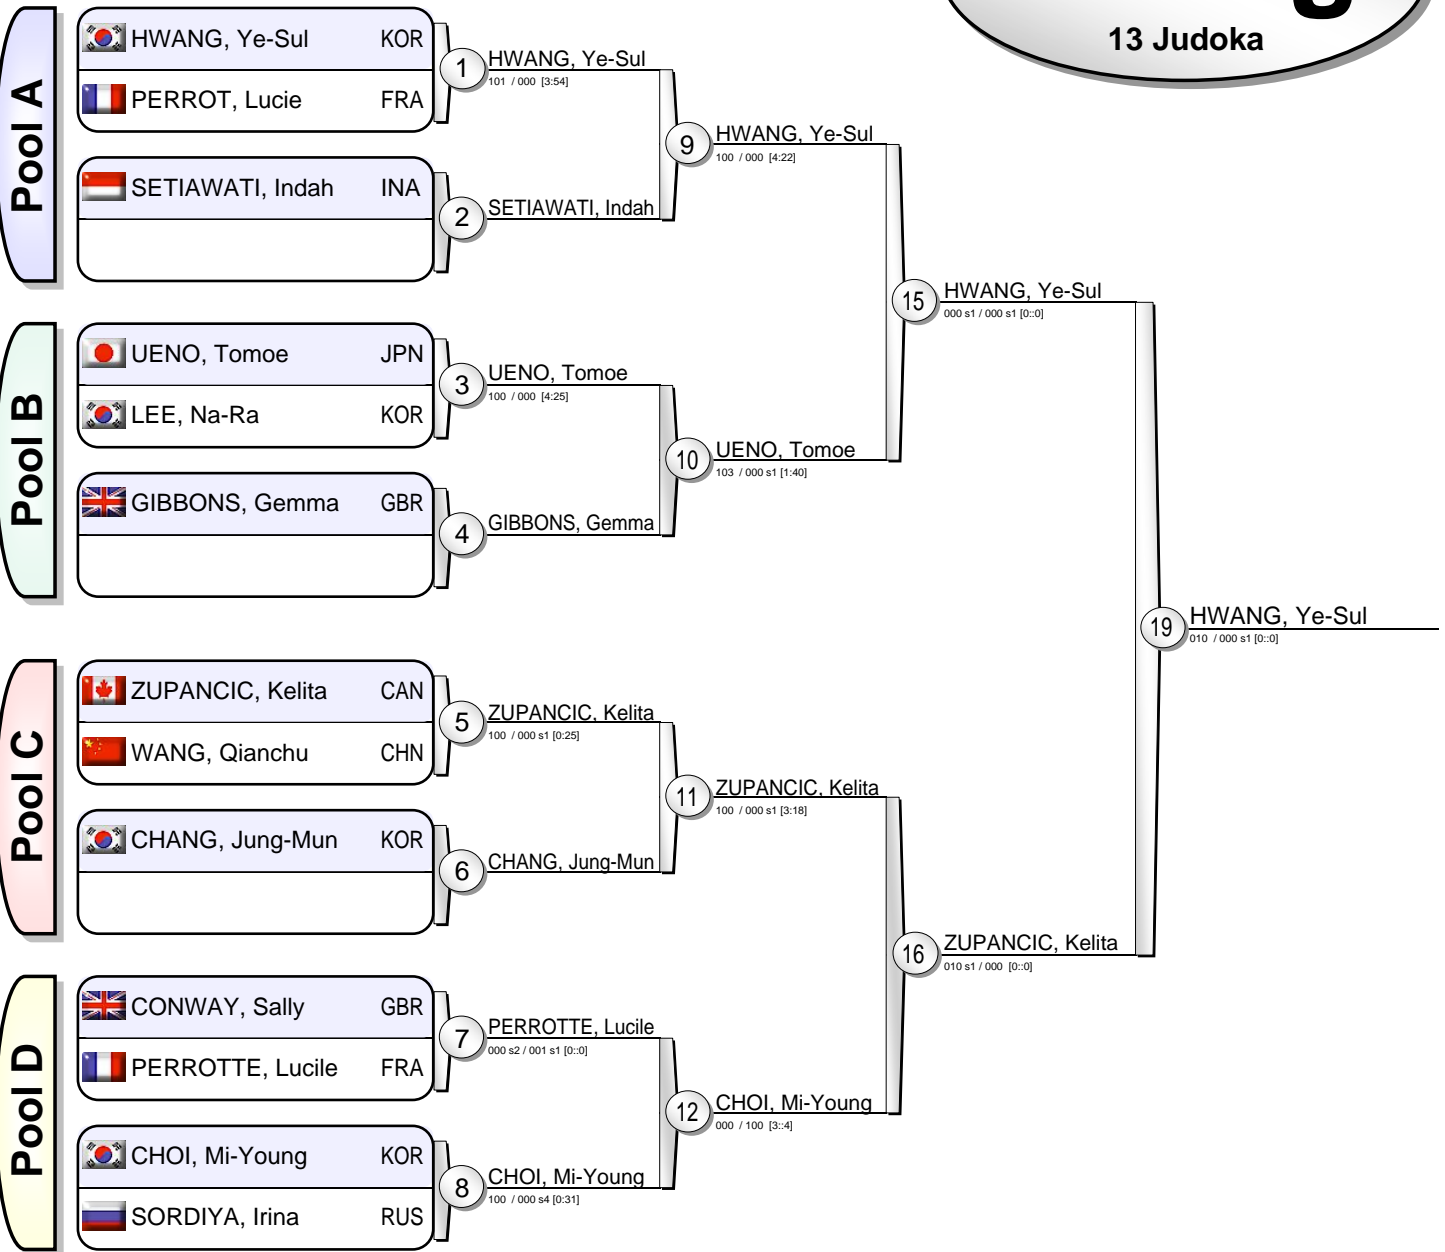 13 Judoka
Pool A
HWANG, Ye-Sul KOR
PERROT, Lucie FRA
SETIAWATI, Indah INA
Pool B
UENO, Tomoe JPN
LEE, Na-Ra KOR
GIBBONS, Gemma GBR
Pool C
ZUPANCIC, Kelita CAN
WANG, Qianchu CHN
CHANG, Jung-Mun KOR
Pool D
CONWAY, Sally GBR
PERROTTE, Lucile FRA
CHOI, Mi-Young KOR
SORDIYA, Irina RUS
1 HWANG, Ye-Sul
101 / 000 [3:54]
2 SETIAWATI, Indah
3 UENO, Tomoe
100 / 000 [4:25]
4 GIBBONS, Gemma
5 ZUPANCIC, Kelita
100 / 000 s1 [0:25]
6 CHANG, Jung-Mun
7 PERROTTE, Lucile
000 s2 / 001 s1 [0::0]
8 CHOI, Mi-Young
100 / 000 s4 [0:31]
9 HWANG, Ye-Sul
100 / 000 [4:22]
10 UENO, Tomoe
103 / 000 s1 [1:40]
11 ZUPANCIC, Kelita
100 / 000 s1 [3:18]
12 CHOI, Mi-Young
000 / 100 [3::4]
15 HWANG, Ye-Sul
000 s1 / 000 s1 [0::0]
16 ZUPANCIC, Kelita
010 s1 / 000 [0::0]
19 HWANG, Ye-Sul
010 / 000 s1 [0::0]